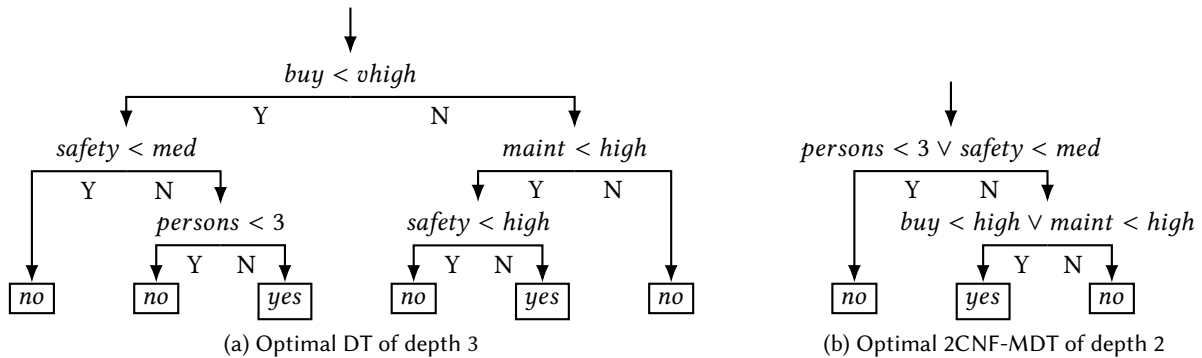 buy < vhigh
Y N
safety < med maint < high persons < 3 ∨ safety < med
Y N Y N Y N
persons < 3 safety < high buy < high ∨ maint < high
Y N Y N Y N
no no yes no yes no no yes no
(a) Optimal DT of depth 3 (b) Optimal 2CNF-MDT of depth 2